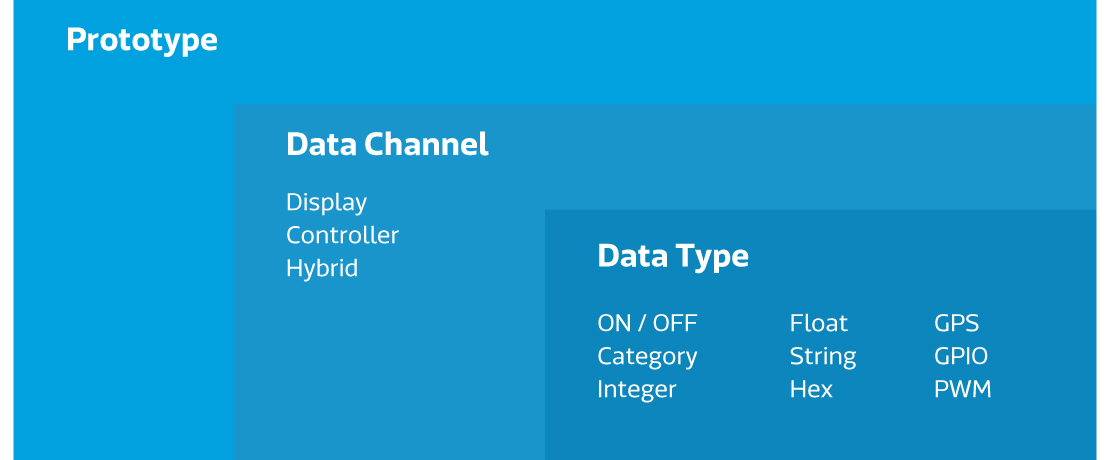 Prototype
Data Channel
Display
Controller
Hybrid
Data Type
ON / OFF
Category
Integer
Float
String
Hex
GPS
GPIO
PWM